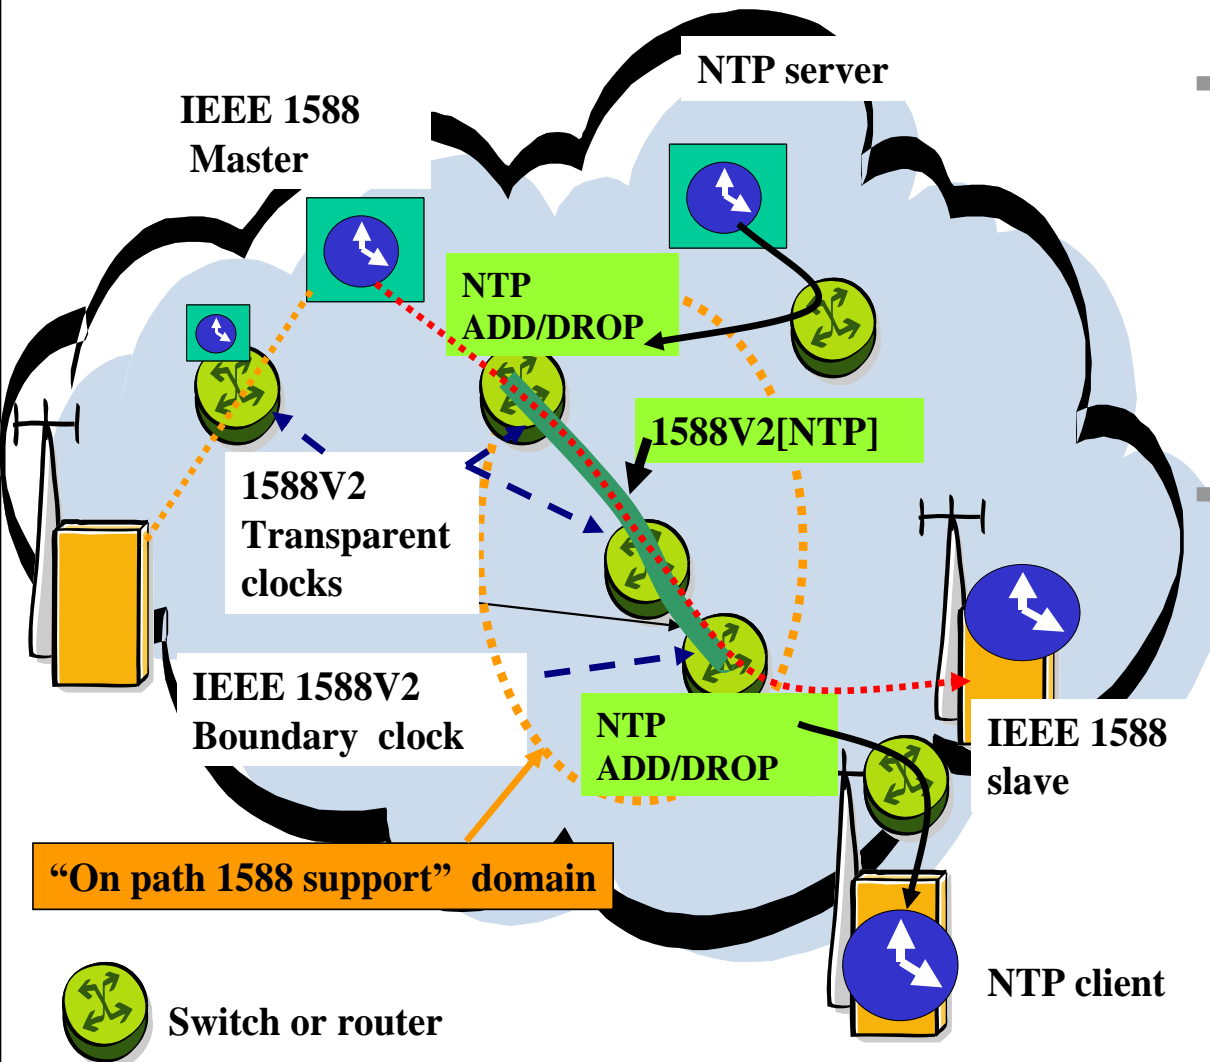 NTP server
IEEE 1588
Master
NTP
ADD/DROP
1588V2[NTP]
1588V2
Transparent
clocks
IEEE 1588V2
Boundary clock
NTP
ADD/DROP
IEEE 1588
slave
“On path 1588 support” domain
NTP client
Switch or router